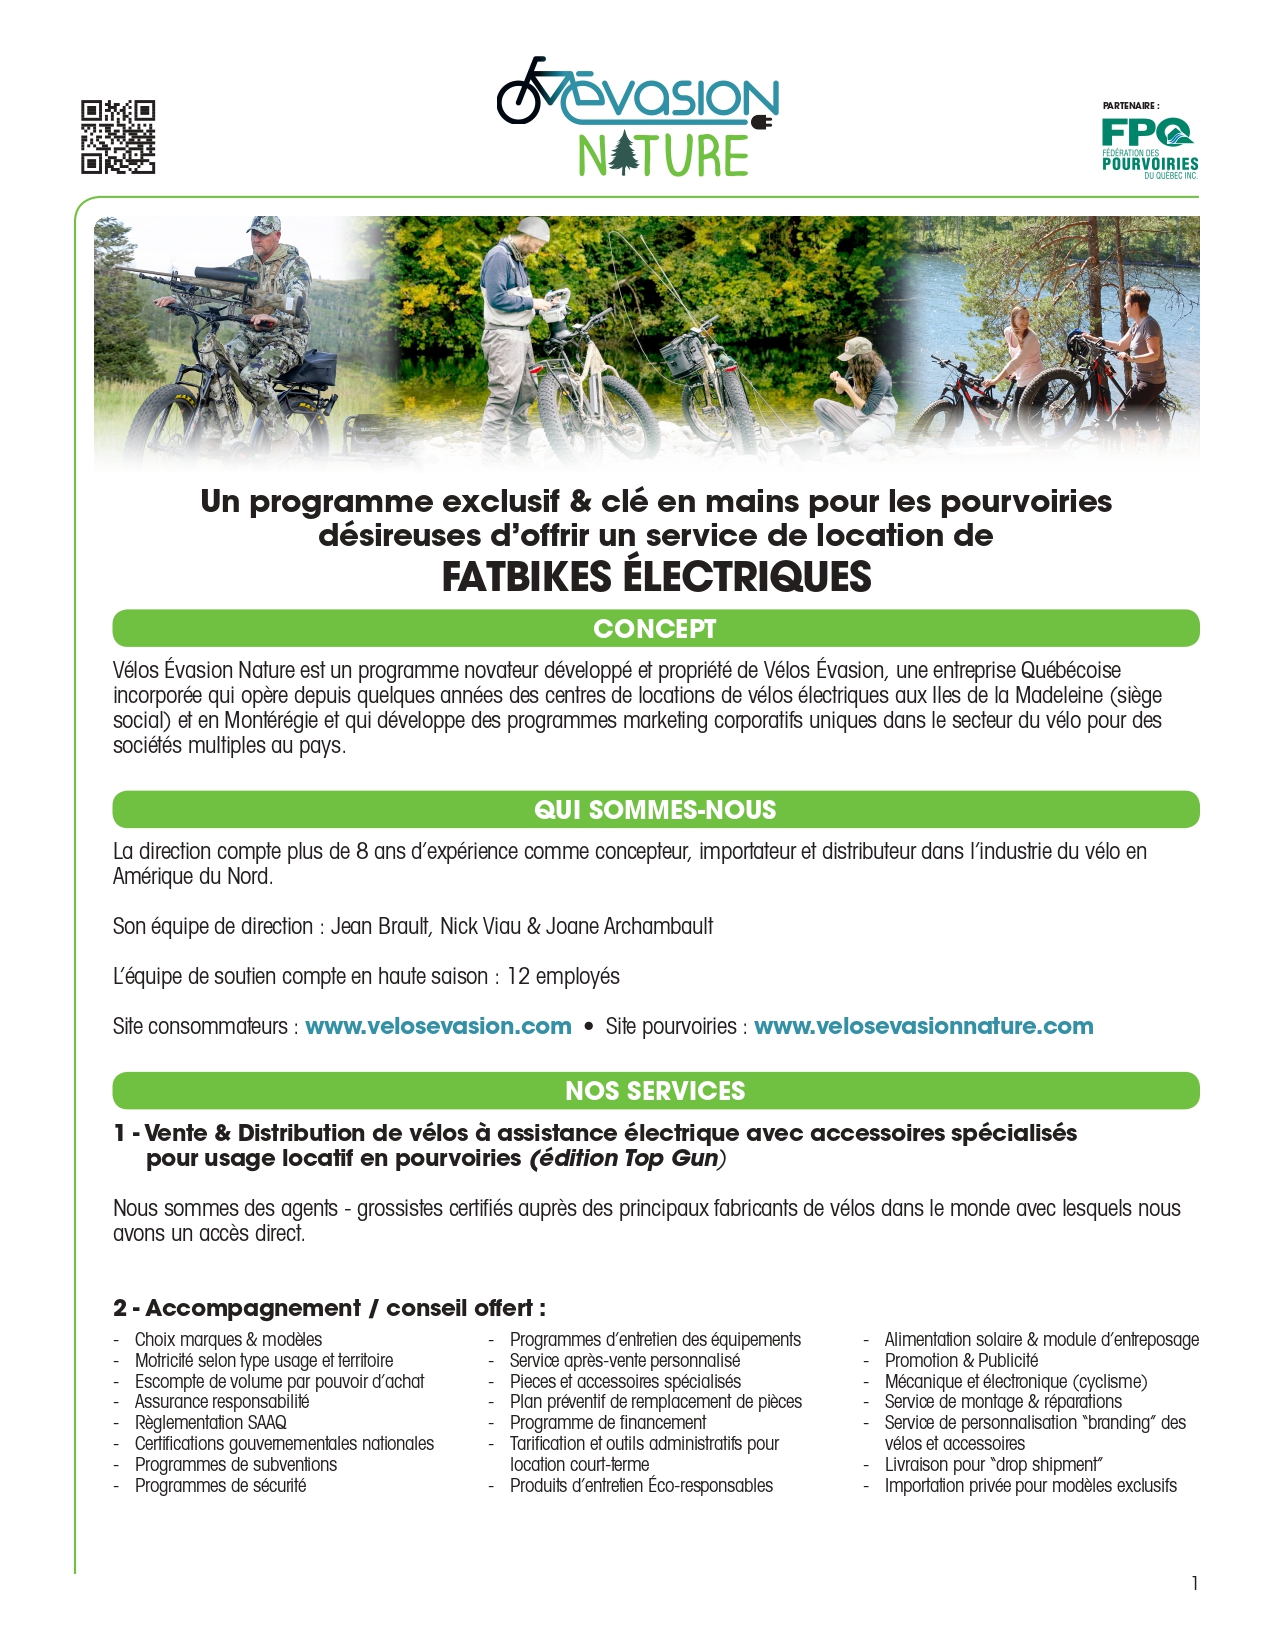 évasion
NATURE
PARTENAIRE :
FPQ
FÉDÉRATION DES
POURVOIRIES
DU QUÉBEC INC.
Un programme exclusif & clé en mains pour les pourvoiries
désireuses d’offrir un service de location de
FATBIKES ÉLECTRIQUES
CONCEPT
Vélos Évasion Nature est un programme novateur développé et propriété de Vélos Évasion, une entreprise Québécoise
incorporée qui opère depuis quelques années des centres de locations de vélos électriques aux Iles de la Madeleine (siège
social) et en Montérégie et qui développe des programmes marketing corporatifs uniques dans le secteur du vélo pour des
sociétés multiples au pays.
QUI SOMMES-NOUS
La direction compte plus de 8 ans d’expérience comme concepteur, importateur et distributeur dans l’industrie du vélo en
Amérique du Nord.
Son équipe de direction : Jean Brault, Nick Viau & Joane Archambault
L’équipe de soutien compte en haute saison : 12 employés
Site consommateurs : www.velosevasion.com • Site pourvoiries : www.velosevasionnature.com
NOS SERVICES
1 - Vente & Distribution de vélos à assistance électrique avec accessoires spécialisés
pour usage locatif en pourvoiries (édition Top Gun)
Nous sommes des agents - grossistes certifiés auprès des principaux fabricants de vélos dans le monde avec lesquels nous
avons un accès direct.
2 - Accompagnement / conseil offert :
- Choix marques & modèles
- Motricité selon type usage et territoire
- Escompte de volume par pouvoir d’achat
- Assurance responsabilité
- Règlementation SAAQ
- Certifications gouvernementales nationales
- Programmes de subventions
- Programmes de sécurité
- Programmes d’entretien des équipements
- Service après-vente personnalisé
- Pieces et accessoires spécialisés
- Plan préventif de remplacement de pièces
- Programme de financement
- Tarification et outils administratifs pour
location court-terme
- Produits d’entretien Éco-responsables
- Alimentation solaire & module d’entreposage
- Promotion & Publicité
- Mécanique et électronique (cyclisme)
- Service de montage & réparations
- Service de personnalisation “branding” des
vélos et accessoires
- Livraison pour “drop shipment”
- Importation privée pour modèles exclusifs
1